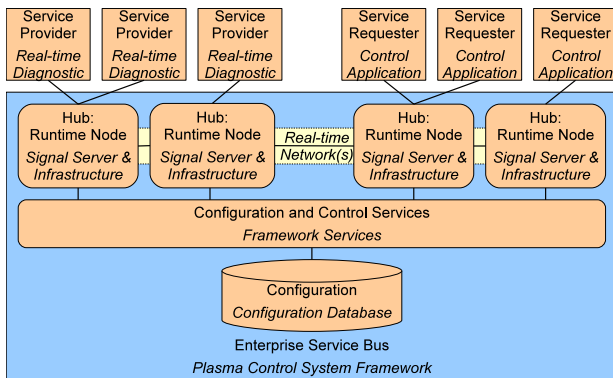 Service
Provider
Real-time
Diagnostic
Service
Provider
Real-time
Diagnostic
Service
Provider
Real-time
Diagnostic
Service
Requester
Control
Application
Service
Requester
Control
Application
Service
Requester
Control
Application
Hub:
Runtime Node
Signal Server &
Infrastructure
Hub:
Runtime Node
Signal Server &
Infrastructure
Real-time
Network(s)
Hub:
Runtime Node
Signal Server &
Infrastructure
Hub:
Runtime Node
Signal Server &
Infrastructure
Configuration and Control Services
Framework Services
Configuration
Configuration Database
Enterprise Service Bus
Plasma Control System Framework